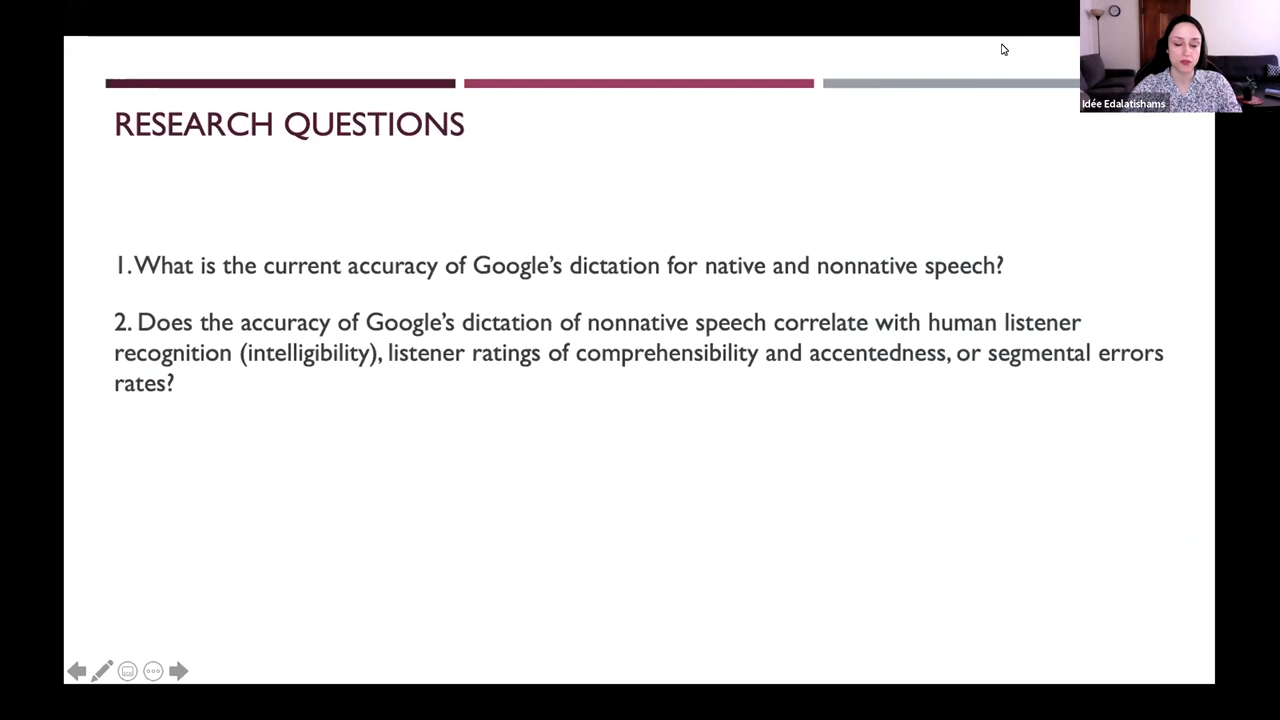 Idée Edalatishams
RESEARCH QUESTIONS
1. What is the current accuracy of Google’s dictation for native and nonnative speech?
2. Does the accuracy of Google’s dictation of nonnative speech correlate with human listener
recognition (intelligibility), listener ratings of comprehensibility and accentedness, or segmental errors
rates?